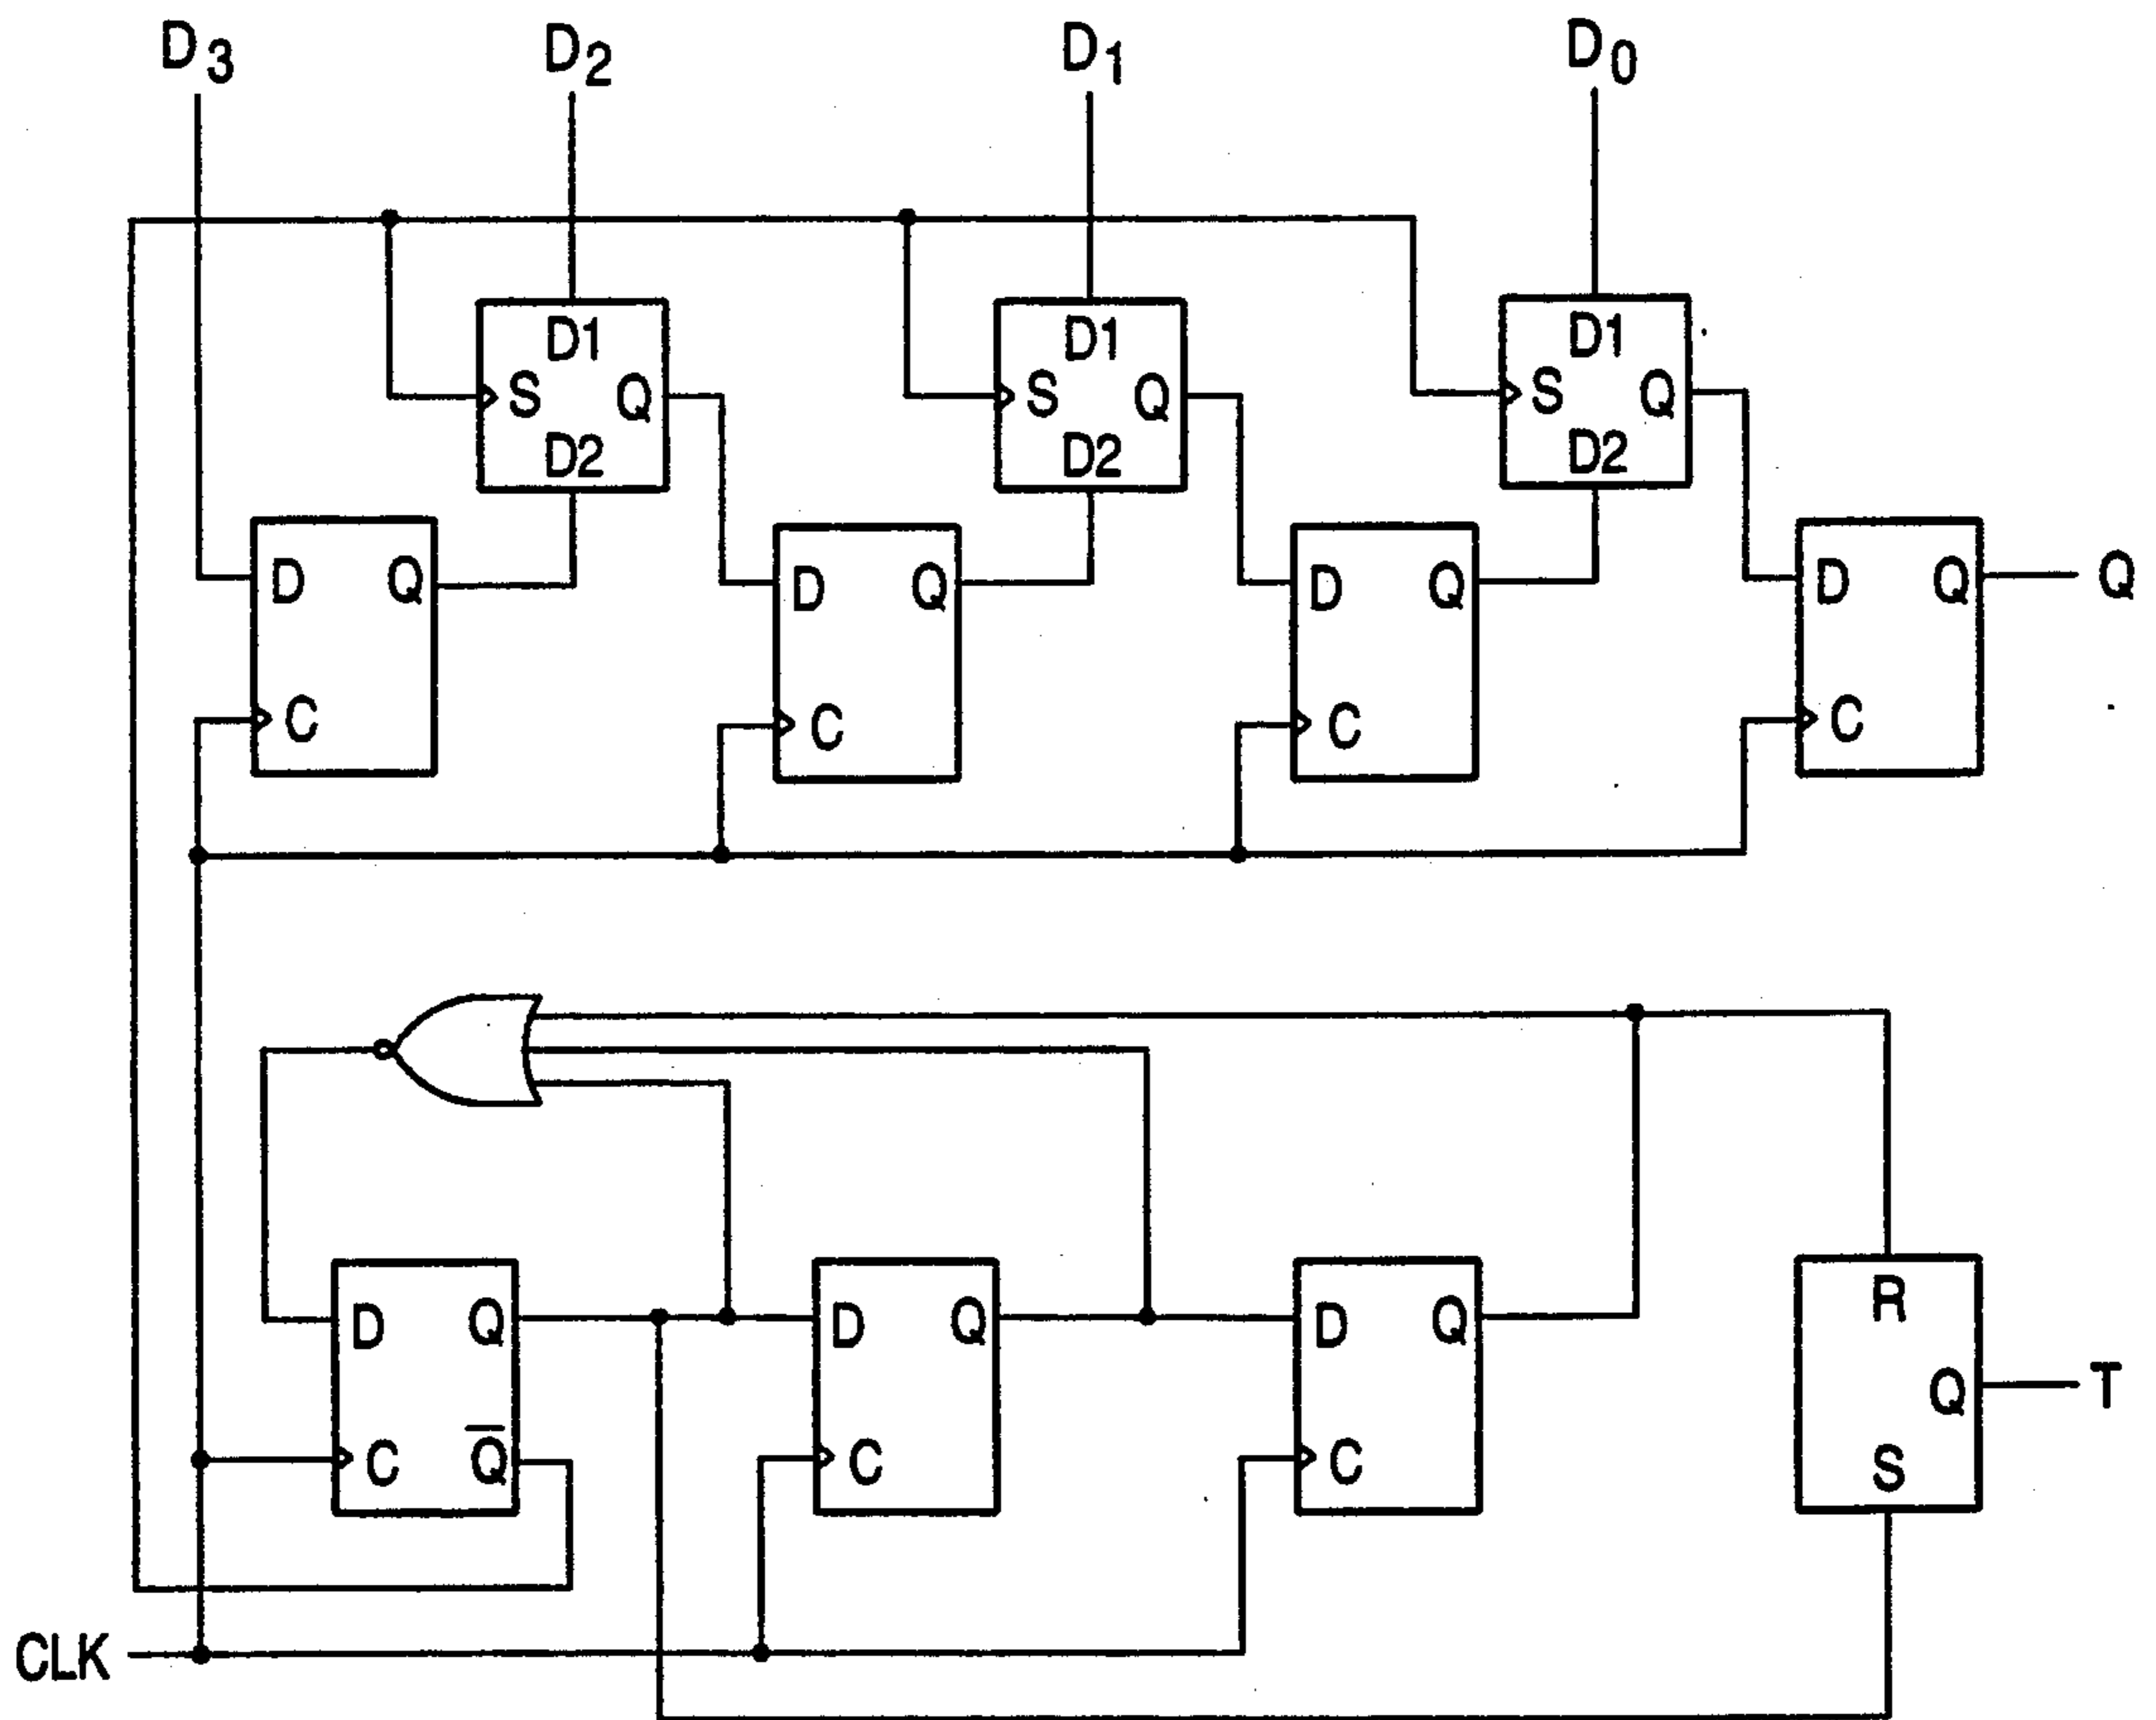 D3 D2 D1 D0
D1 D1 D1
S Q S Q S Q
D2 D2 D2
D Q D Q D Q D Q Q
C C C C
R
D Q D Q D Q
Q T
C Q̅ C C S
CLK